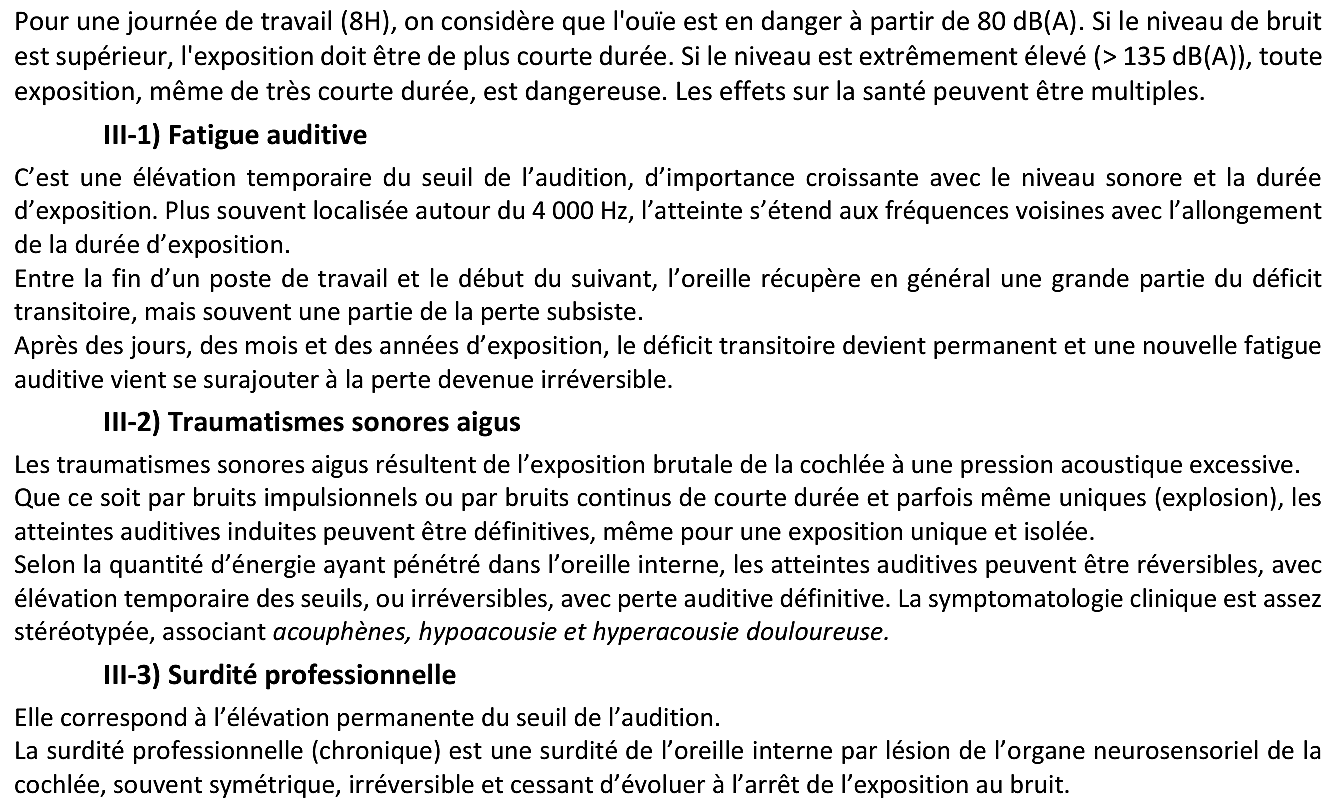 Pour une journée de travail (8H), on considère que l'ouïe est en danger à partir de 80 dB(A). Si le niveau de bruit
est supérieur, l'exposition doit être de plus courte durée. Si le niveau est extrêmement élevé (> 135 dB(A)), toute
exposition, même de très courte durée, est dangereuse. Les effets sur la santé peuvent être multiples.
III-1) Fatigue auditive
C’est une élévation temporaire du seuil de l’audition, d’importance croissante avec le niveau sonore et la durée
d’exposition. Plus souvent localisée autour du 4 000 Hz, l’atteinte s’étend aux fréquences voisines avec l’allongement
de la durée d’exposition.
Entre la fin d’un poste de travail et le début du suivant, l’oreille récupère en général une grande partie du déficit
transitoire, mais souvent une partie de la perte subsiste.
Après des jours, des mois et des années d’exposition, le déficit transitoire devient permanent et une nouvelle fatigue
auditive vient se surajouter à la perte devenue irréversible.
III-2) Traumatismes sonores aigus
Les traumatismes sonores aigus résultent de l’exposition brutale de la cochlée à une pression acoustique excessive.
Que ce soit par bruits impulsionnels ou par bruits continus de courte durée et parfois même uniques (explosion), les
atteintes auditives induites peuvent être définitives, même pour une exposition unique et isolée.
Selon la quantité d’énergie ayant pénétré dans l’oreille interne, les atteintes auditives peuvent être réversibles, avec
élévation temporaire des seuils, ou irréversibles, avec perte auditive définitive. La symptomatologie clinique est assez
stéréotypée, associant acouphènes, hypoacousie et hyperacousie douloureuse.
III-3) Surdité professionnelle
Elle correspond à l’élévation permanente du seuil de l’audition.
La surdité professionnelle (chronique) est une surdité de l’oreille interne par lésion de l’organe neurosensoriel de la
cochlée, souvent symétrique, irréversible et cessant d’évoluer à l’arrêt de l’exposition au bruit.